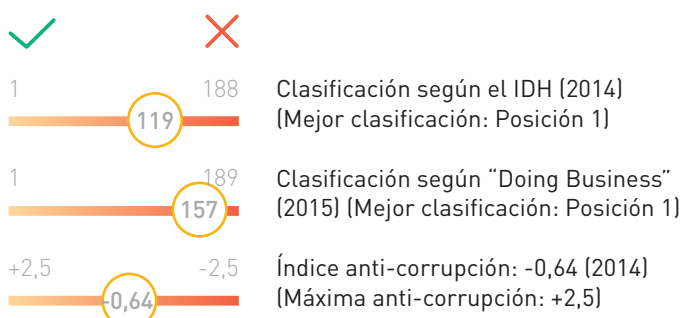 1 188
119
Clasificación según el IDH (2014)
(Mejor clasificación: Posición 1)
1 189
157
Clasificación según “Doing Business”
(2015) (Mejor clasificación: Posición 1)
+2,5 -2,5
-0,64
Índice anti-corrupción: -0,64 (2014)
(Máxima anti-corrupción: +2,5)